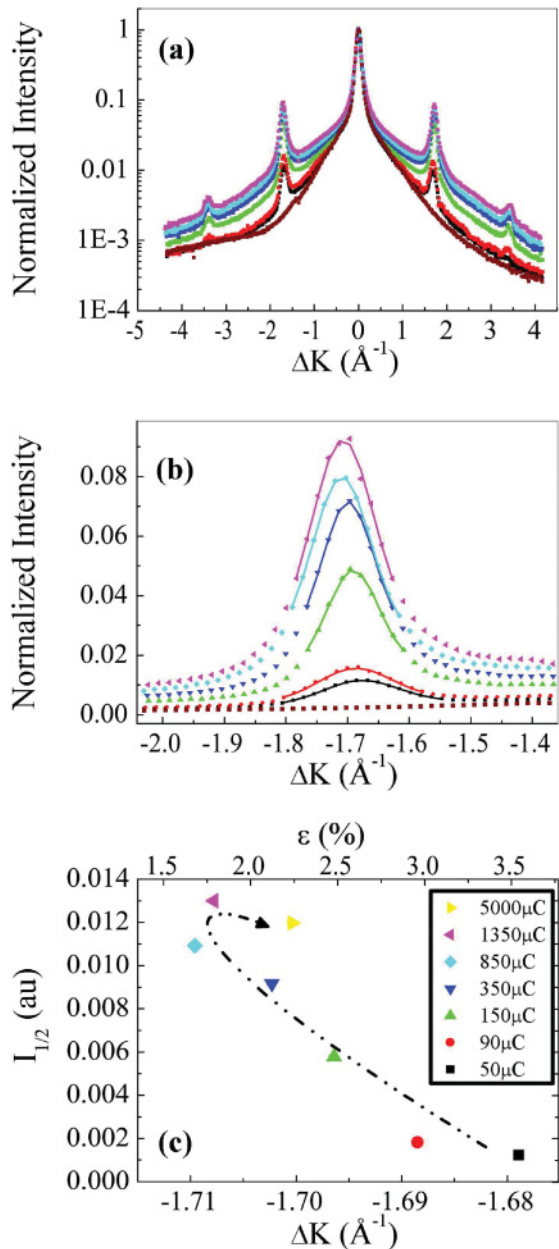 (a)
Normalized Intensity
1
0.1
0.01
1E-3
1E-4
-5 -4 -3 -2 -1 0 1 2 3 4
ΔK (Å⁻¹)
(b)
Normalized Intensity
0.08
0.06
0.04
0.02
0.00
-2.0 -1.9 -1.8 -1.7 -1.6 -1.5 -1.4
ΔK (Å⁻¹)
ε (%)
1.5 2.0 2.5 3.0 3.5
I1/2 (au)
0.014
0.012
0.010
0.008
0.006
0.004
0.002
0.000
5000μC
1350μC
850μC
350μC
150μC
90μC
50μC
(c)
-1.71 -1.70 -1.69 -1.68
ΔK (Å⁻¹)